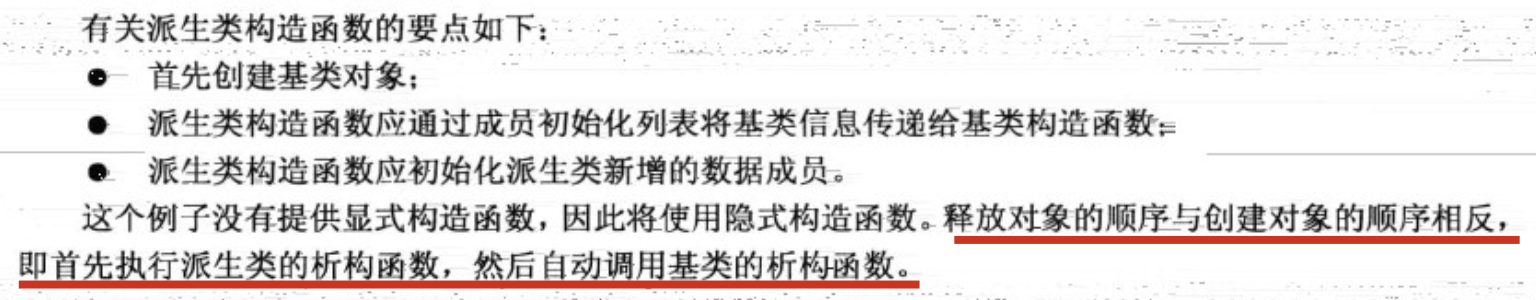 有关派生类构造函数的要点如下：
● 首先创建基类对象；
● 派生类构造函数应通过成员初始化列表将基类信息传递给基类构造函数；
● 派生类构造函数应初始化派生类新增的数据成员。
这个例子没有提供显式构造函数，因此将使用隐式构造函数。释放对象的顺序与创建对象的顺序相反，
即首先执行派生类的析构函数，然后自动调用基类的析构函数。